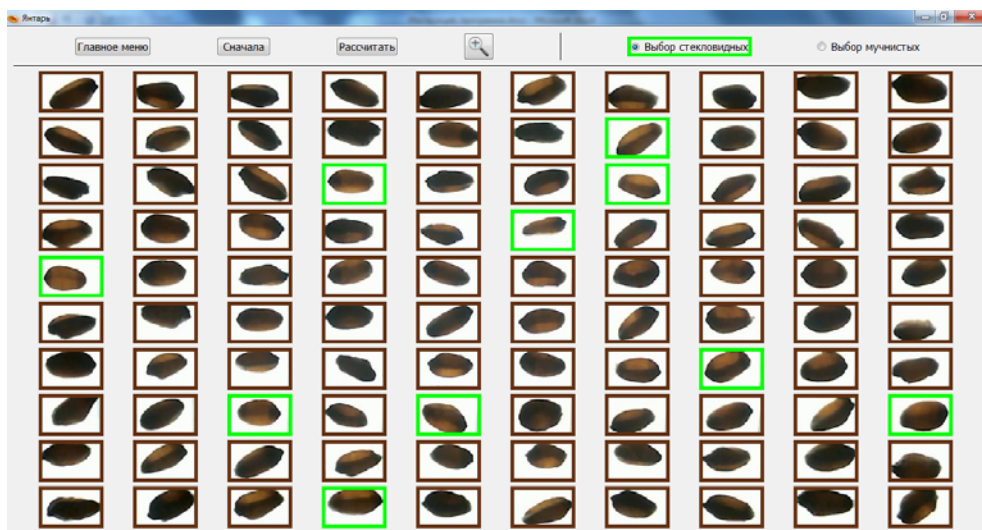 Янтарь
Главное меню
Сначала
Рассчитать
Выбор стекловидных
Выбор мучнистых